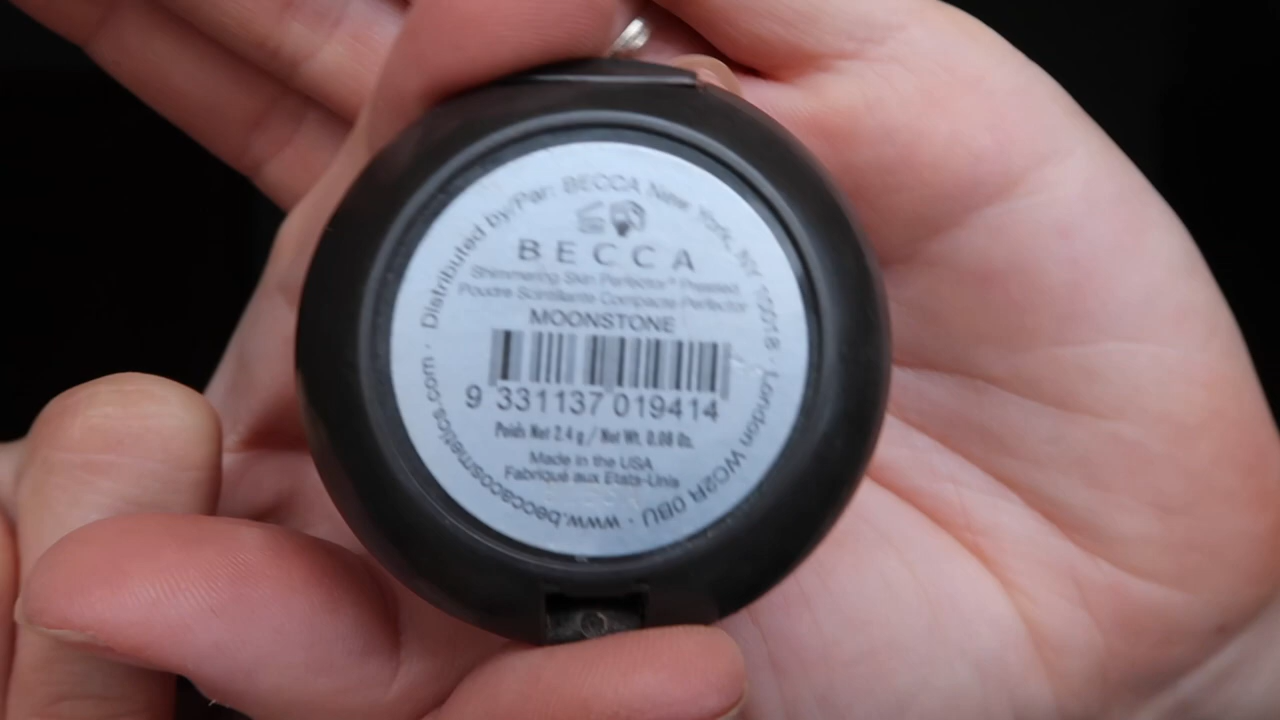 Distributed by/Par: BECCA New York, NY 10018 · London WC2R 0BU · www.beccacosmetics.com ·
BECCA
Shimmering Skin Perfector™ Pressed
Poudre Scintillante Compacte Perfector
MOONSTONE
9 331137 019414
Poids Net 2.4 g / Net Wt. 0.08 Oz.
Made in the USA
Fabriqué aux Etats-Unis